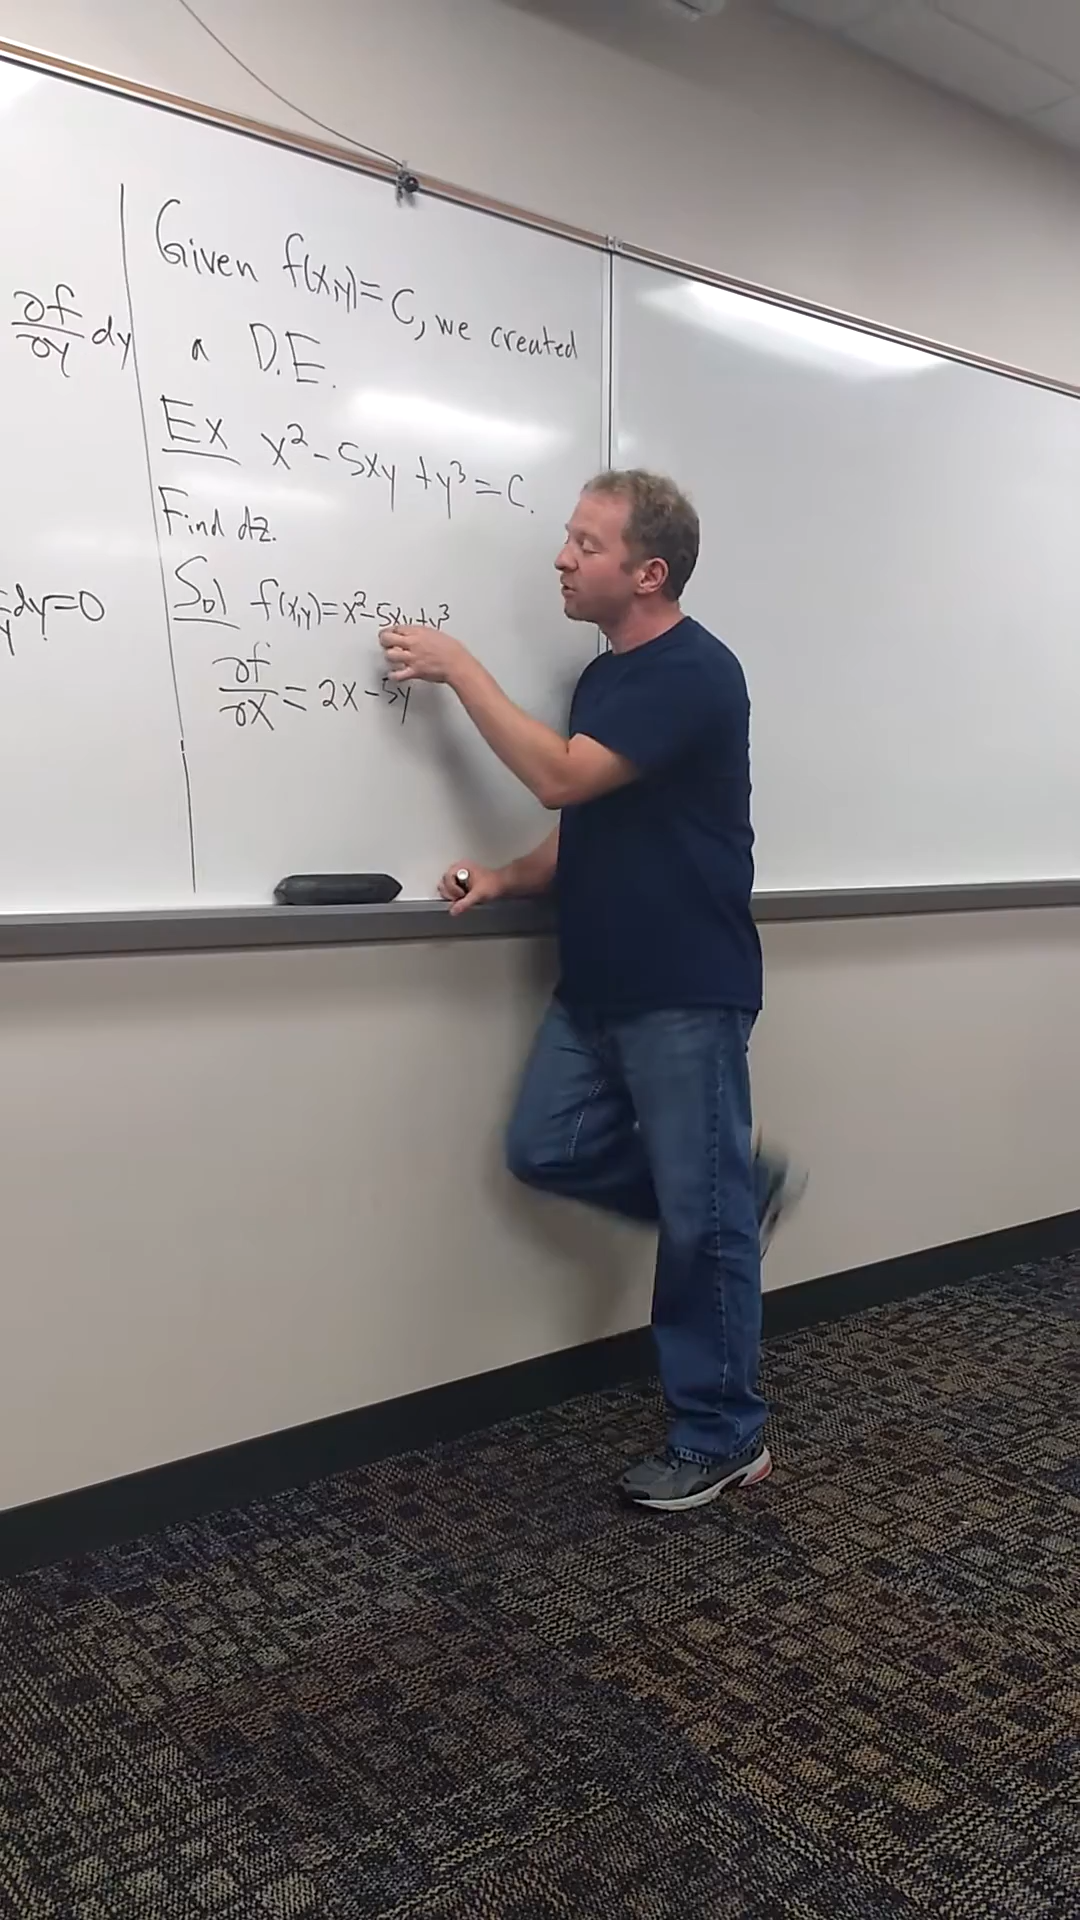 ∂f/∂y dy
dy=0
Given f(x,y)=C, we created
a D.E.
Ex x²-5xy+y³=C.
Find dz.
Sol f(x,y)=x²-5xy+y³
∂f/∂x=2x-5y